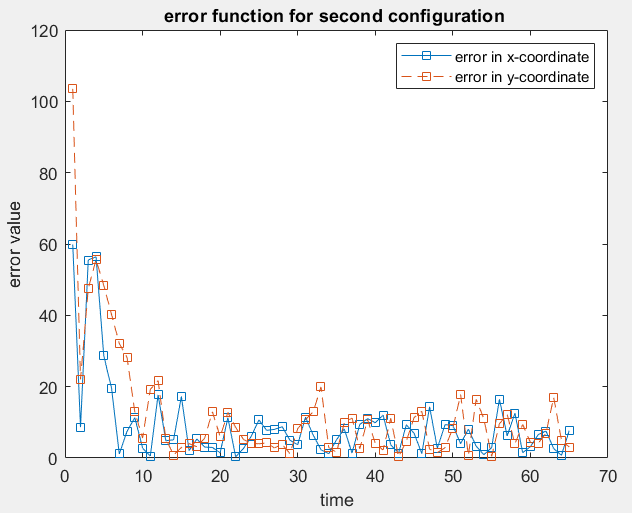 error function for second configuration
120
100
80
60
40
20
0
error value
error in x-coordinate
error in y-coordinate
0 10 20 30 40 50 60 70
time